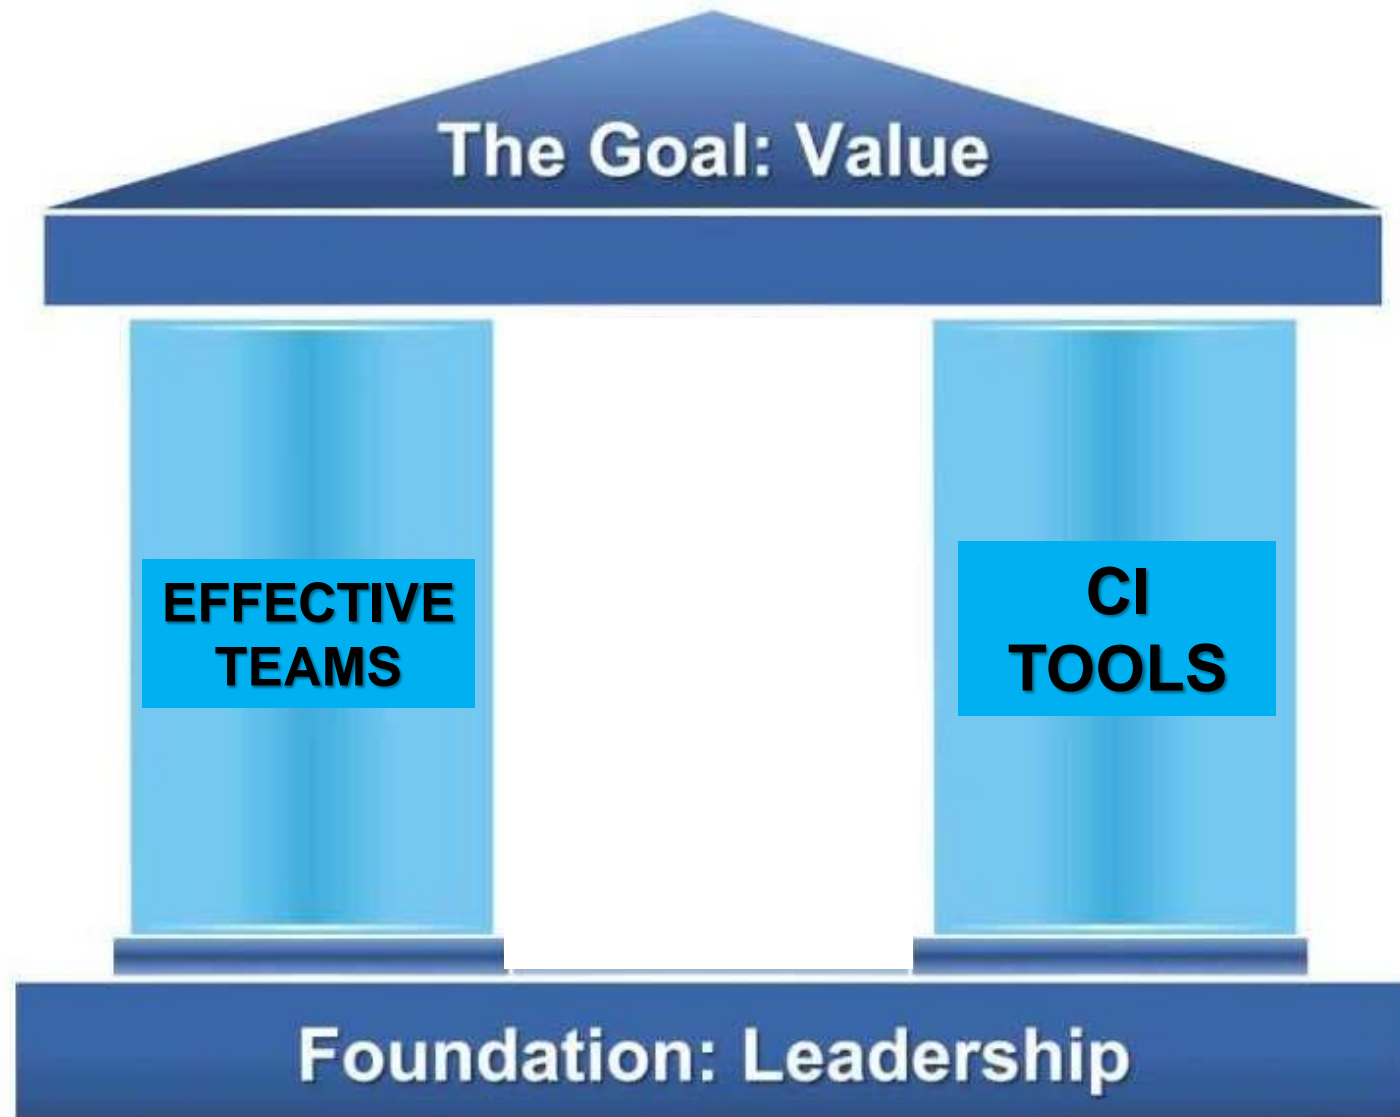 The Goal: Value
EFFECTIVE
TEAMS
CI
TOOLS
Foundation: Leadership